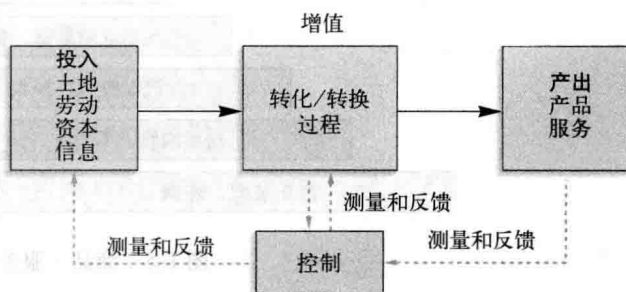 增值
投入
土地
劳动
资本
信息
转化/转换
过程
产出
产品
服务
测量和反馈
测量和反馈
测量和反馈
控制